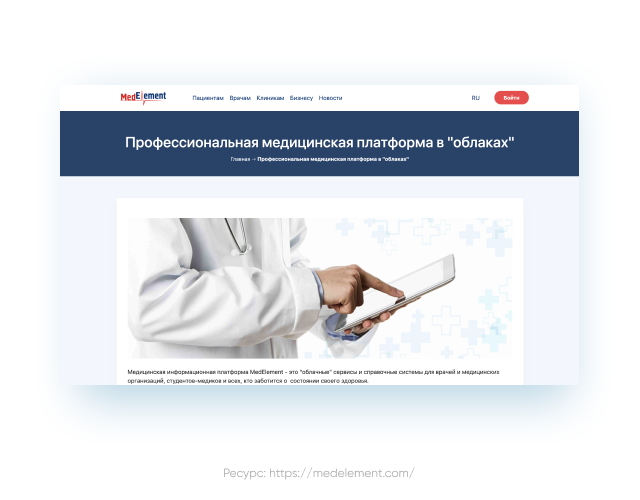 MedElement
Пациентам Врачам Клиникам Бизнесу Новости
RU
Войти
Профессиональная медицинская платформа в "облаках"
Главная → Профессиональная медицинская платформа в "облаках"
Медицинская информационная платформа MedElement - это "облачные" сервисы и справочные системы для врачей и медицинских
организаций, студентов-медиков и всех, кто заботится о состоянии своего здоровья.
Ресурс: https://medelement.com/